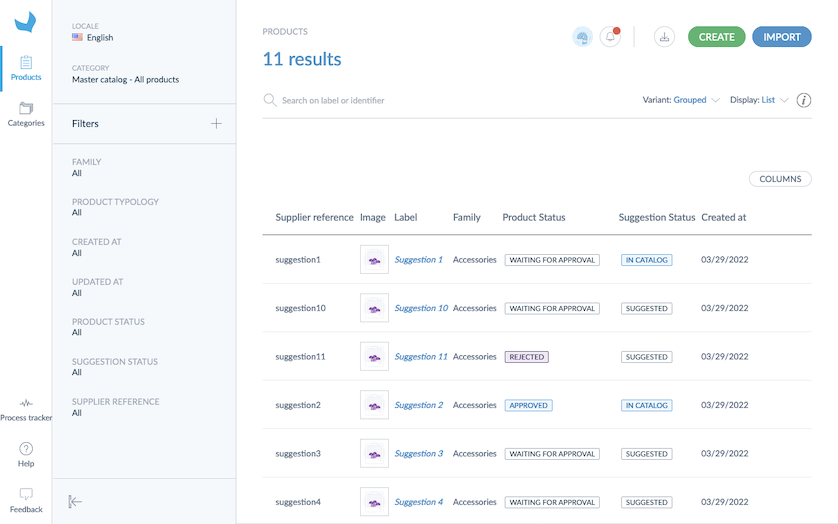 Products
Categories
Process tracker
Help
Feedback
LOCALE
English
CATEGORY
Master catalog - All products
Filters
FAMILY
All
PRODUCT TYPOLOGY
All
CREATED AT
All
UPDATED AT
All
PRODUCT STATUS
All
SUGGESTION STATUS
All
SUPPLIER REFERENCE
All
PRODUCTS
CREATE IMPORT
11 results
Search on label or identifier Variant: Grouped Display: List i
COLUMNS
Supplier reference Image Label Family Product Status Suggestion Status Created at
suggestion1 Suggestion 1 Accessories WAITING FOR APPROVAL IN CATALOG 03/29/2022
suggestion10 Suggestion 10 Accessories WAITING FOR APPROVAL SUGGESTED 03/29/2022
suggestion11 Suggestion 11 Accessories REJECTED SUGGESTED 03/29/2022
suggestion2 Suggestion 2 Accessories APPROVED IN CATALOG 03/29/2022
suggestion3 Suggestion 3 Accessories WAITING FOR APPROVAL SUGGESTED 03/29/2022
suggestion4 Suggestion 4 Accessories WAITING FOR APPROVAL SUGGESTED 03/29/2022